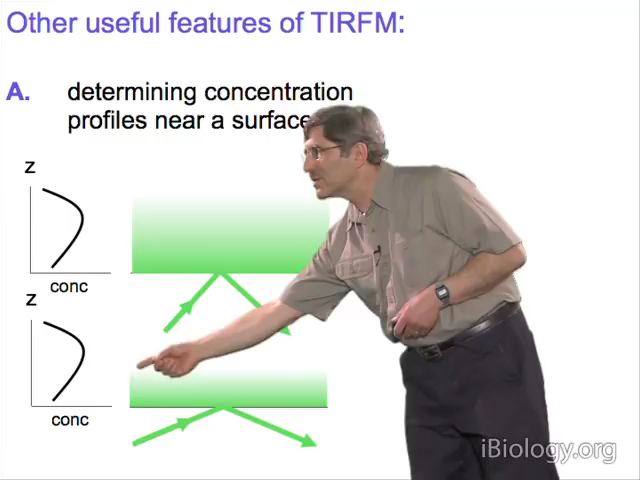 Other useful features of TIRFM:
A. determining concentration
profiles near a surface
z
conc
z
conc
iBiology.org